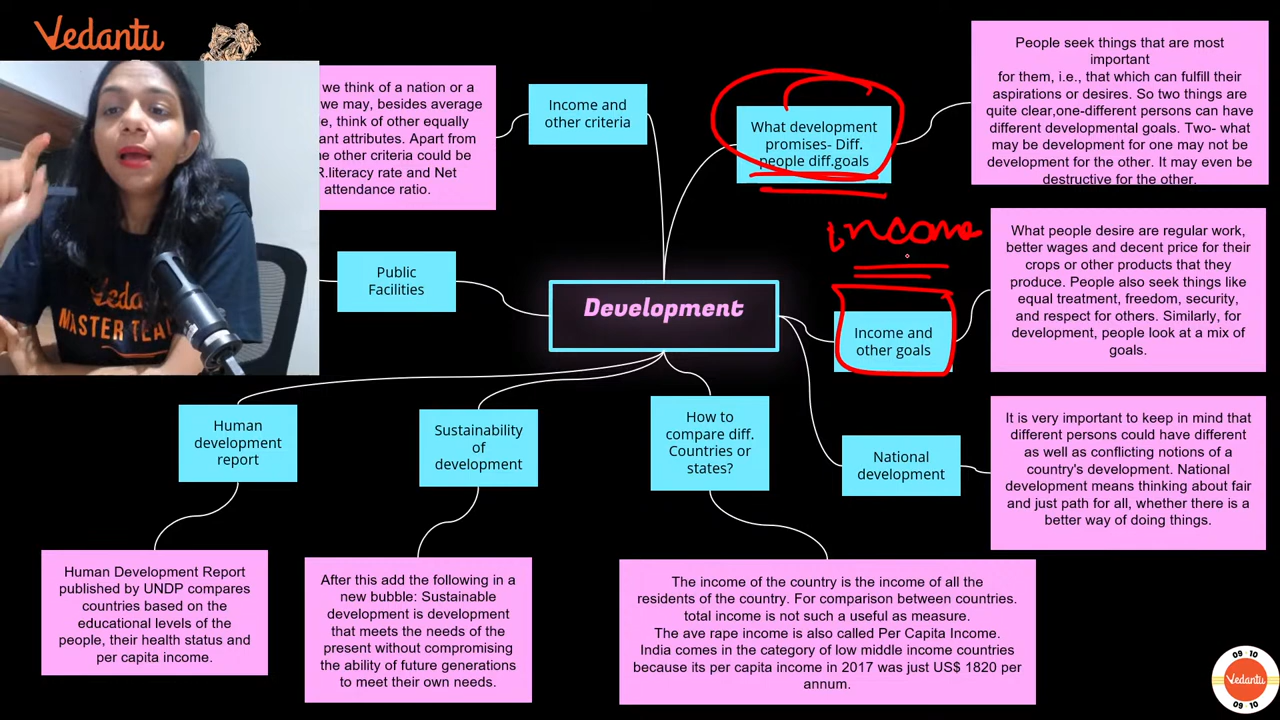 Vedantu
we think of a nation or a
we may, besides average
, think of other equally
ant attributes. Apart from
e other criteria could be
R.literacy rate and Net
attendance ratio.
Income and
other criteria
What development
promises- Diff.
people diff.goals
People seek things that are most
important
for them, i.e., that which can fulfill their
aspirations or desires. So two things are
quite clear,one-different persons can have
different developmental goals. Two- what
may be development for one may not be
development for the other. It may even be
destructive for the other.
income
Public
Facilities
Development
Income and
other goals
What people desire are regular work,
better wages and decent price for their
crops or other products that they
produce. People also seek things like
equal treatment, freedom, security,
and respect for others. Similarly, for
development, people look at a mix of
goals.
MASTER
Human
development
report
Sustainability
of
development
How to
compare diff.
Countries or
states?
National
development
It is very important to keep in mind that
different persons could have different
as well as conflicting notions of a
country's development. National
development means thinking about fair
and just path for all, whether there is a
better way of doing things.
Human Development Report
published by UNDP compares
countries based on the
educational levels of the
people, their health status and
per capita income.
After this add the following in a
new bubble: Sustainable
development is development
that meets the needs of the
present without compromising
the ability of future generations
to meet their own needs.
The income of the country is the income of all the
residents of the country. For comparison between countries.
total income is not such a useful as measure.
The ave rape income is also called Per Capita Income.
India comes in the category of low middle income countries
because its per capita income in 2017 was just US$ 1820 per
annum.
09 10
Vedantu
09 10